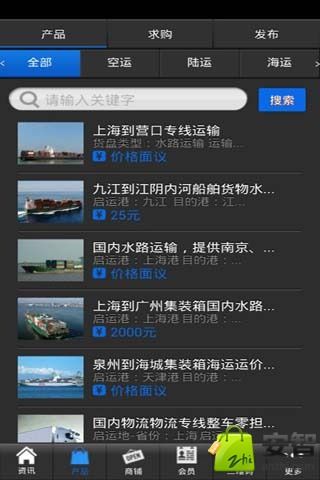 产品 求购 发布
< 全部 空运 陆运 海运 >
请输入关键字 搜索
上海到营口专线运输
货盘类型：水路运输 运输...
¥ 价格面议
九江到江阴内河船舶货物水...
启运港：九江 目的港：江...
¥ 25元
国内水路运输，提供南京、...
启运港：上海港目的港：...
¥ 价格面议
上海到广州集装箱国内水路...
启运港：上海港目的港：...
¥ 2000元
泉州到海城集装箱海运运价...
启运港：天津港目的港：...
¥ 价格面议
国内物流物流专线整车零担...
启运地-省份：上海启...
资讯 产品 商铺 会员 更多
OPEN
zhi
安智